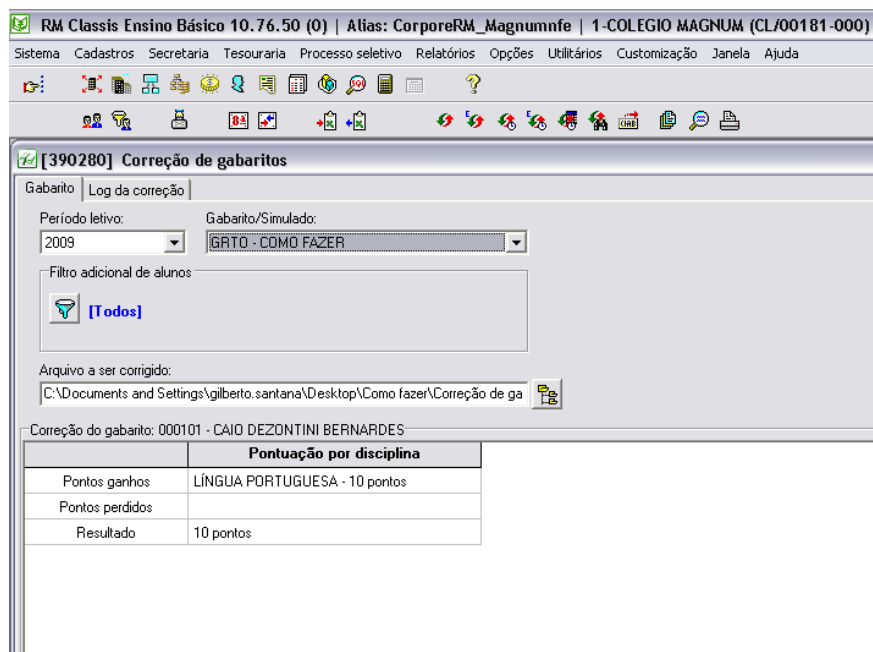 RM Classis Ensino Básico 10.76.50 (0) | Alias: CorporeRM_Magnumnfe | 1-COLEGIO MAGNUM (CL/00181-000)
Sistema Cadastros Secretaria Tesouraria Processo seletivo Relatórios Opções Utilitários Customização Janela Ajuda
[390280] Correção de gabaritos
Gabarito Log da correção
Período letivo: Gabarito/Simulado:
2009 GRTO - COMO FAZER
Filtro adicional de alunos
[Todos]
Arquivo a ser corrigido:
C:\Documents and Settings\gilberto.santana\Desktop\Como fazer\Correção de ga
Correção do gabarito: 000101 - CAIO DEZONTINI BERNARDES
Pontuação por disciplina
Pontos ganhos LÍNGUA PORTUGUESA - 10 pontos
Pontos perdidos
Resultado 10 pontos